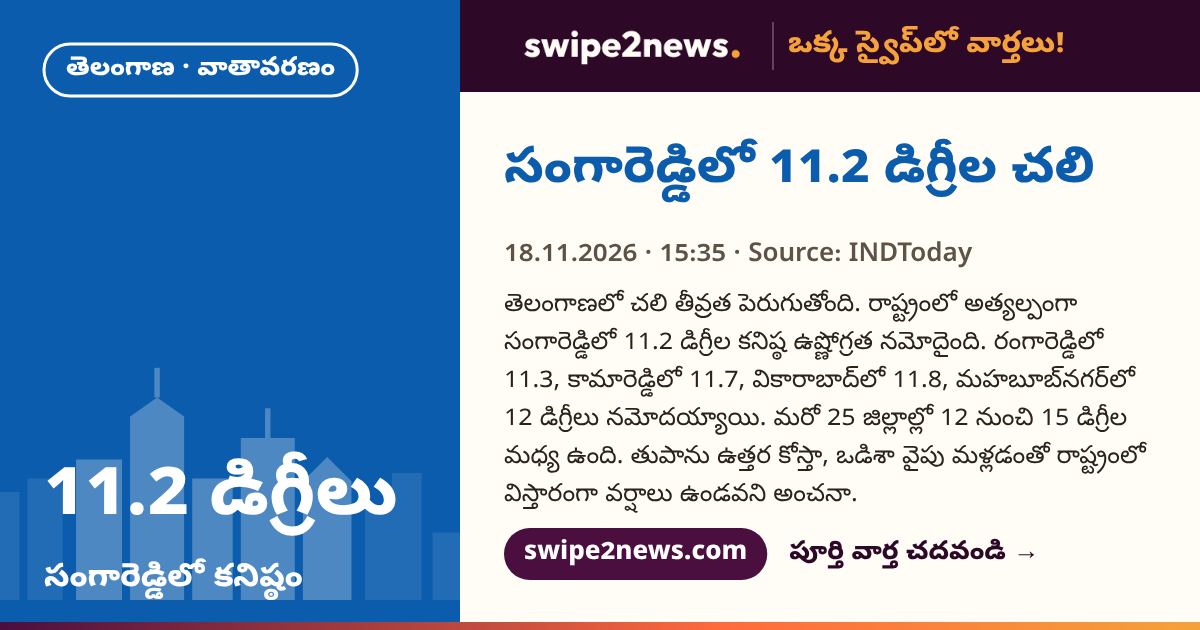 తెలంగాణ · వాతావరణం
11.2 డిగ్రీలు
సంగారెడ్డిలో కనిష్ఠం
swipe2news. ఒక్క స్వైప్‌లో వార్తలు!
సంగారెడ్డిలో 11.2 డిగ్రీల చలి
18.11.2026 · 15:35 · Source: INDToday
తెలంగాణలో చలి తీవ్రత పెరుగుతోంది. రాష్ట్రంలో అత్యల్పంగా
సంగారెడ్డిలో 11.2 డిగ్రీల కనిష్ఠ ఉష్ణోగ్రత నమోదైంది. రంగారెడ్డిలో
11.3, కామారెడ్డిలో 11.7, వికారాబాద్‌లో 11.8, మహబూబ్‌నగర్‌లో
12 డిగ్రీలు నమోదయ్యాయి. మరో 25 జిల్లాల్లో 12 నుంచి 15 డిగ్రీల
మధ్య ఉంది. తుపాను ఉత్తర కోస్తా, ఒడిశా వైపు మళ్లడంతో రాష్ట్రంలో
విస్తారంగా వర్షాలు ఉండవని అంచనా.
swipe2news.com పూర్తి వార్త చదవండి →